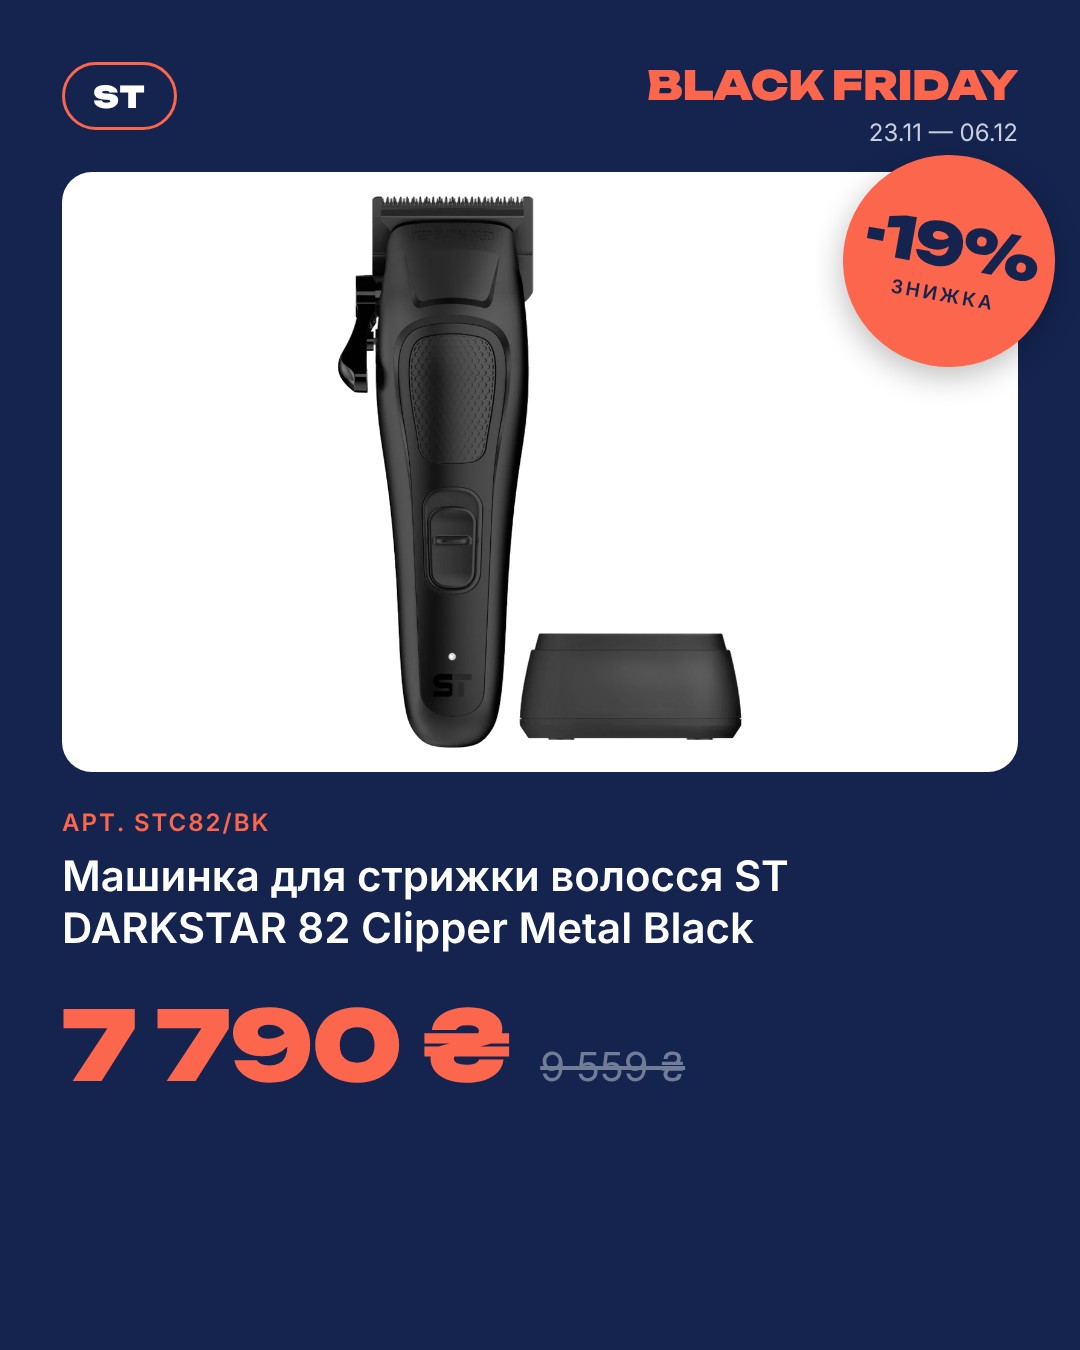 ST
BLACK FRIDAY
23.11 — 06.12
-19%
ЗНИЖКА
ST
АРТ. STC82/BK
Машинка для стрижки волосся ST
DARKSTAR 82 Clipper Metal Black
7 790 ₴
9 559 ₴